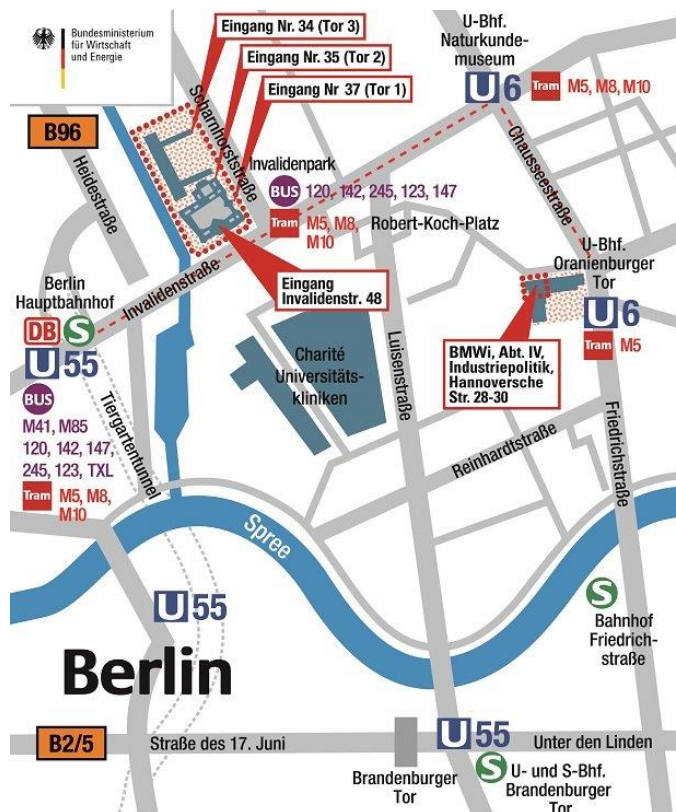 Bundesministerium
für Wirtschaft
und Energie
Eingang Nr. 34 (Tor 3)
Eingang Nr. 35 (Tor 2)
Eingang Nr 37 (Tor 1)
U-Bhf.
Naturkunde-
museum
U 6
Tram M5, M8, M10
B96
Heidestraße
Scharnhorststraße
Invalidenpark
BUS 120, 142, 245, 123, 147
Tram M5, M8,
M10
Robert-Koch-Platz
Chausseestraße
U-Bhf.
Oranienburger
Tor
U 6
Tram M5
Invalidenstraße
Eingang
Invalidenstr. 48
Berlin
Hauptbahnhof
DB S
U 55
BUS
M41, M85
120, 142, 147,
245, 123, TXL
Tram M5, M8,
M10
Tiergartentunnel
Charité
Universitäts-
kliniken
Luisenstraße
BMWi, Abt. IV,
Industriepolitik,
Hannoversche
Str. 28-30
Reinhardtstraße
Friedrichstraße
Spree
U 55
S
Bahnhof
Friedrich-
straße
Berlin
B2/5
Straße des 17. Juni
U 55
Unter den Linden
Brandenburger
Tor
S
U- und S-Bhf.
Brandenburger
Tor